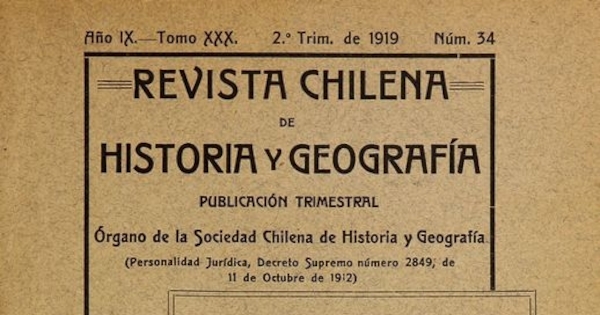 Año IX.—Tomo XXX. 2.º Trim. de 1919 Núm. 34
REVISTA CHILENA
DE
HISTORIA Y GEOGRAFÍA
PUBLICACIÓN TRIMESTRAL
Órgano de la Sociedad Chilena de Historia y Geografía
(Personalidad Jurídica, Decreto Supremo número 2849, de
11 de Octubre de 1912)